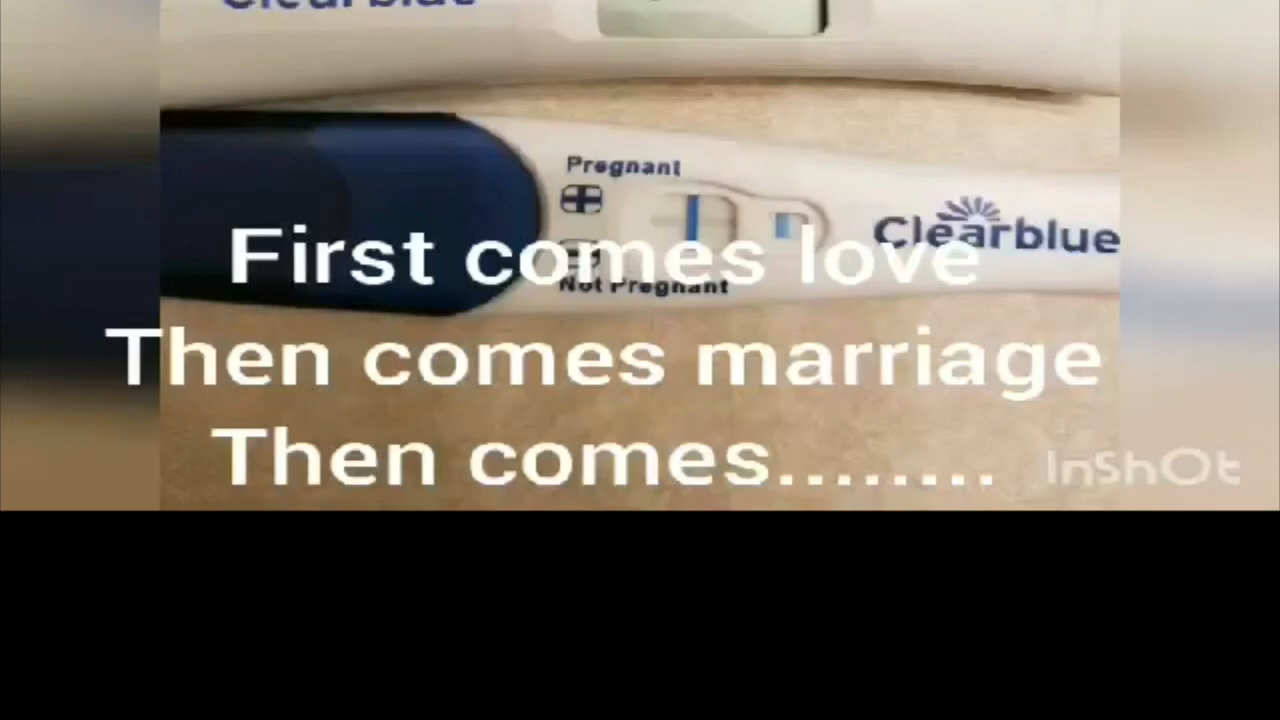 Clearblue
Pregnant
Clearblue
Not Pregnant
First comes love
Then comes marriage
Then comes........
InShOt